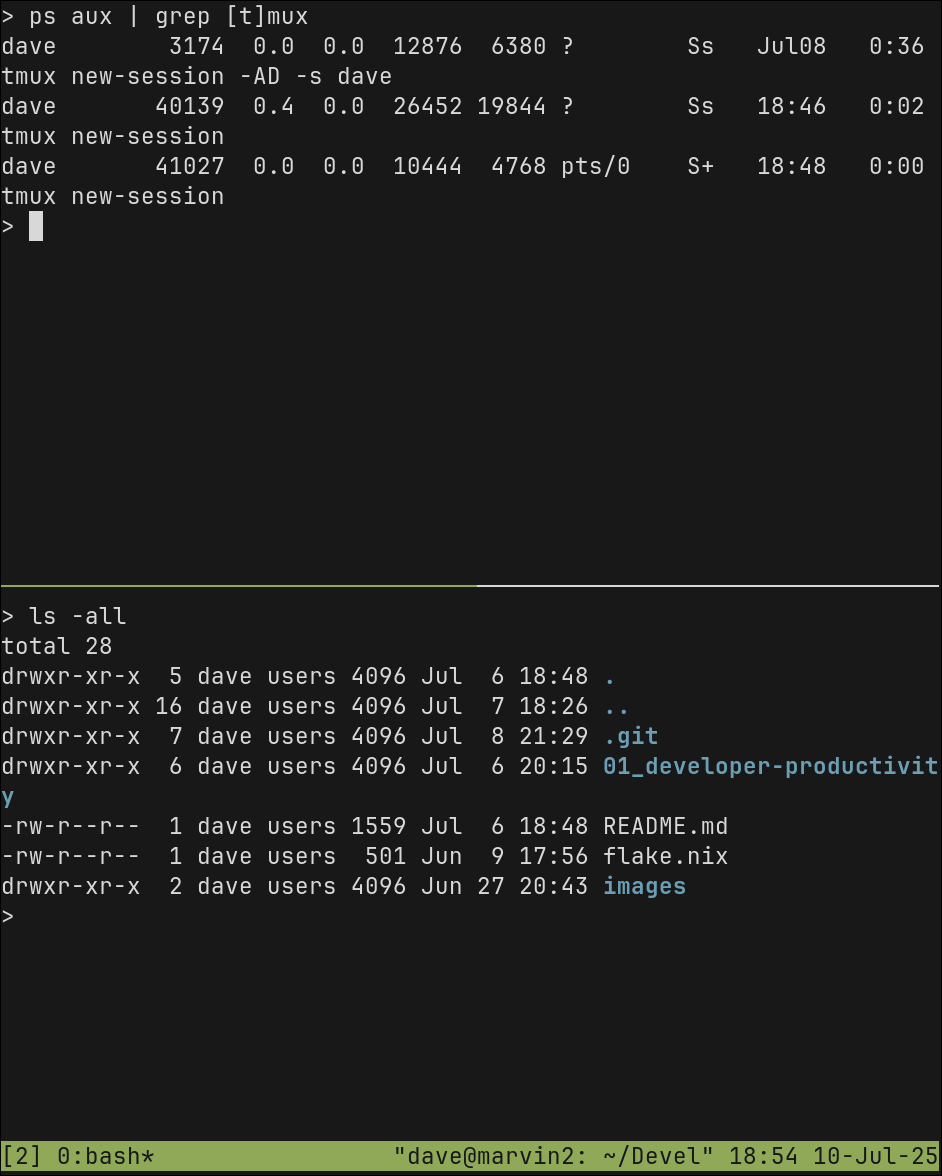 > ps aux | grep [t]mux
dave        3174  0.0  0.0  12876  6380 ?        Ss   Jul08   0:36
tmux new-session -AD -s dave
dave       40139  0.4  0.0  26452 19844 ?        Ss   18:46   0:02
tmux new-session
dave       41027  0.0  0.0  10444  4768 pts/0    S+   18:48   0:00
tmux new-session
>
> ls -all
total 28
drwxr-xr-x  5 dave users 4096 Jul  6 18:48 .
drwxr-xr-x 16 dave users 4096 Jul  7 18:26 ..
drwxr-xr-x  7 dave users 4096 Jul  8 21:29 .git
drwxr-xr-x  6 dave users 4096 Jul  6 20:15 01_developer-productivit
y
-rw-r--r--  1 dave users 1559 Jul  6 18:48 README.md
-rw-r--r--  1 dave users  501 Jun  9 17:56 flake.nix
drwxr-xr-x  2 dave users 4096 Jun 27 20:43 images
>
[2] 0:bash*                 "dave@marvin2: ~/Devel" 18:54 10-Jul-25